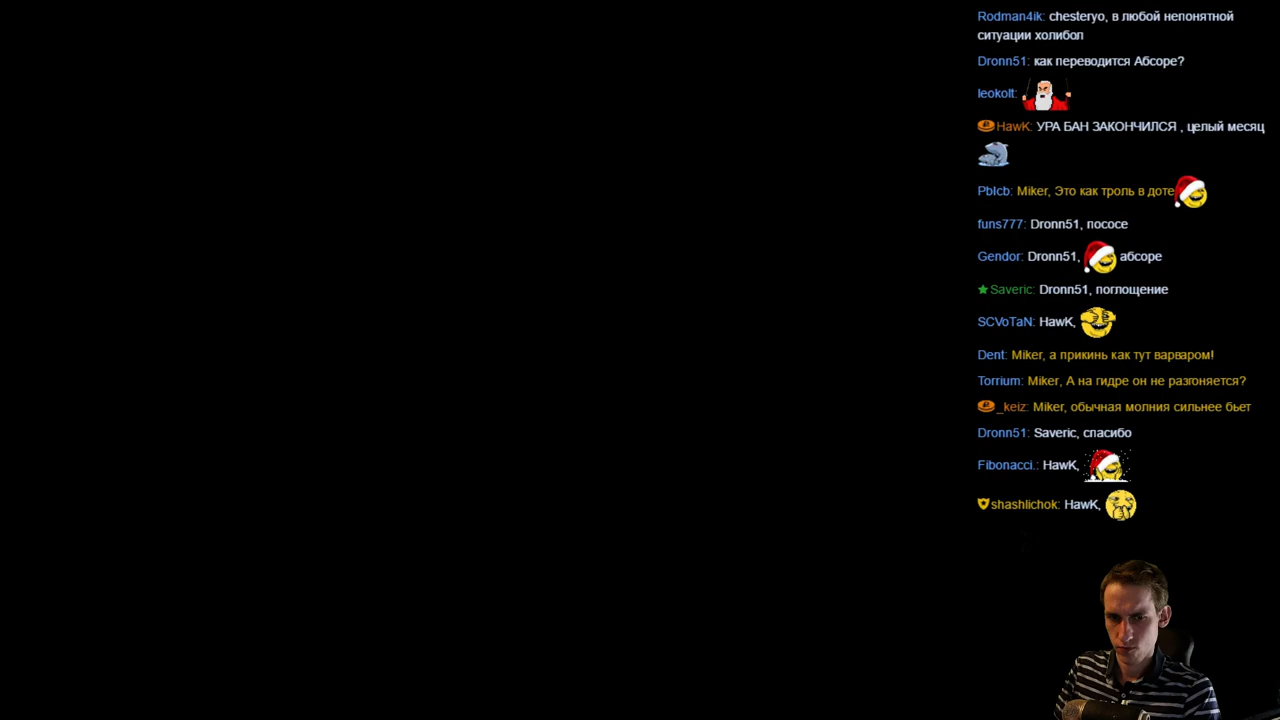 Rodman4ik: chesteryo, в любой непонятной
ситуации холибол
Dronn51: как переводится Абсоре?
leokolt:
HawK: УРА БАН ЗАКОНЧИЛСЯ , целый месяц
PbIcb: Miker, Это как троль в доте
funs777: Dronn51, пососе
Gendor: Dronn51, абсоре
Saveric: Dronn51, поглощение
SCVoTaN: HawK,
Dent: Miker, а прикинь как тут варваром!
Torrium: Miker, А на гидре он не разгоняется?
_keiz: Miker, обычная молния сильнее бьет
Dronn51: Saveric, спасибо
Fibonacci.: HawK,
shashlichok: HawK,